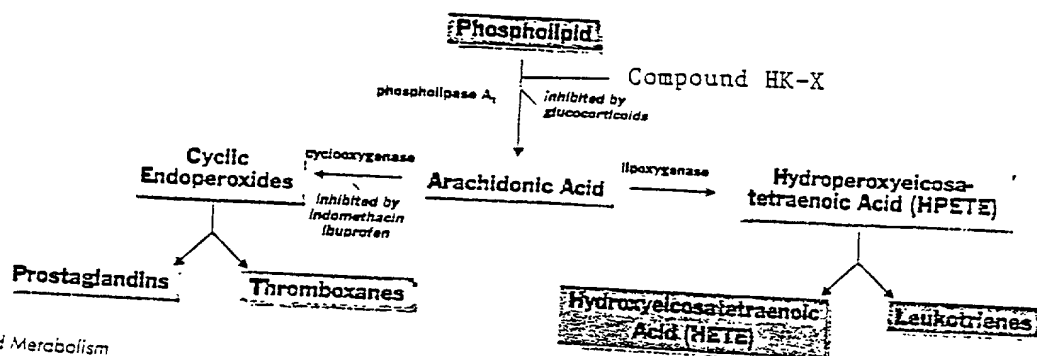 Phospholipid
Compound HK-X
phospholipase A₂
inhibited by
glucocorticoids
Cyclic
Endoperoxides
cyclooxygenase
inhibited by
indomethacin
ibuprofen
Arachidonic Acid
lipoxygenase
Hydroperoxyeicosa-
tetraenoic Acid (HPETE)
Prostaglandins
Thromboxanes
Hydroxyeicosatetraenoic
Acid (HETE)
Leukotrienes
Metabolism